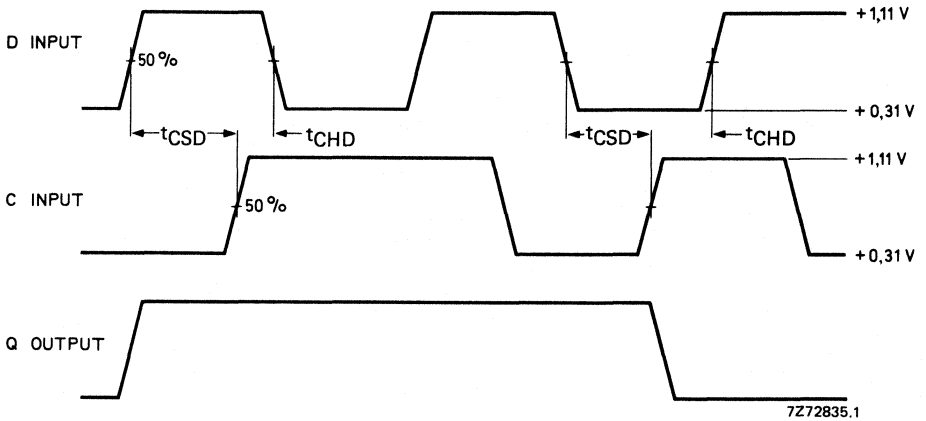 +1,11 V
D INPUT
50 %
+0,31 V
tCSD
tCHD
tCSD
tCHD
+1,11 V
C INPUT
50 %
+0,31 V
Q OUTPUT
7Z72835.1